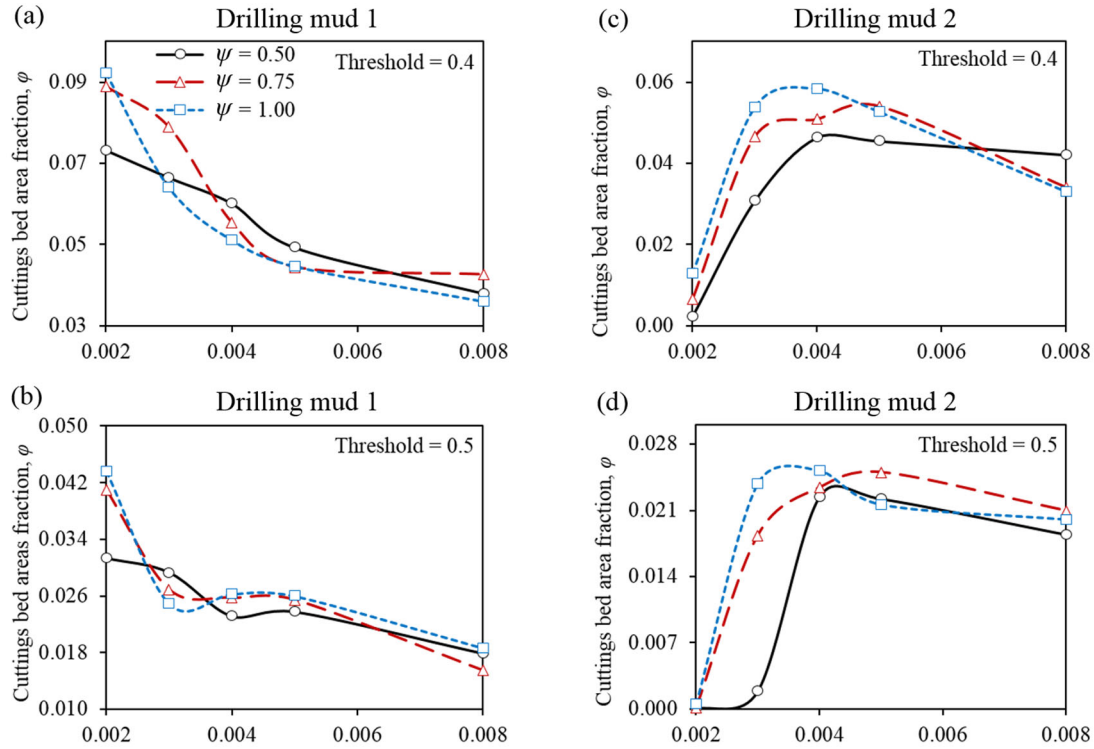 (a)
Drilling mud 1
Cuttings bed area fraction, φ
0.09
0.07
0.05
0.03
ψ = 0.50
ψ = 0.75
ψ = 1.00
Threshold = 0.4
0.002
0.004
0.006
0.008
(c)
Drilling mud 2
Cuttings bed area fraction, φ
0.06
0.04
0.02
0.00
Threshold = 0.4
0.002
0.004
0.006
0.008
(b)
Drilling mud 1
Cuttings bed areas fraction, φ
0.050
0.042
0.034
0.026
0.018
0.010
Threshold = 0.5
0.002
0.004
0.006
0.008
(d)
Drilling mud 2
Cuttings bed area fraction, φ
0.028
0.021
0.014
0.007
0.000
Threshold = 0.5
0.002
0.004
0.006
0.008